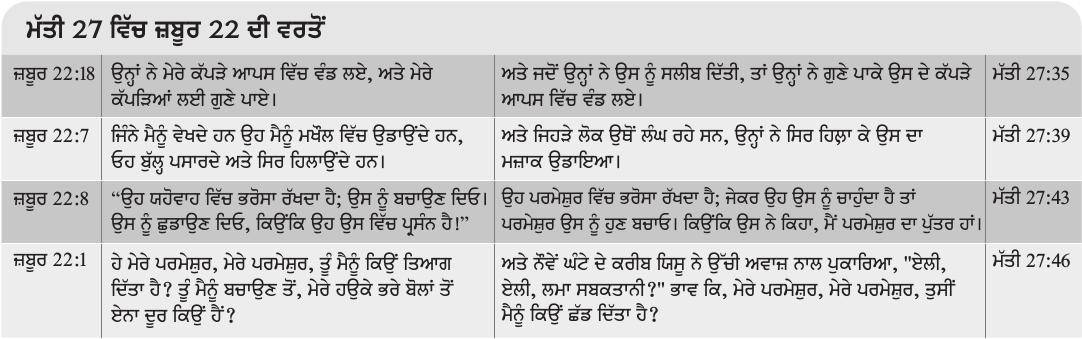 ਮੱਤੀ 27 ਵਿੱਚ ਜ਼ਬੂਰ 22 ਦੀ ਵਰਤੋਂ
ਜ਼ਬੂਰ 22:18
ਉਨ੍ਹਾਂ ਨੇ ਮੇਰੇ ਕੱਪੜੇ ਆਪਸ ਵਿੱਚ ਵੰਡ ਲਏ, ਅਤੇ ਮੇਰੇ
ਕੱਪੜਿਆਂ ਲਈ ਗੁਣੇ ਪਾਏ।
ਅਤੇ ਜਦੋਂ ਉਨ੍ਹਾਂ ਨੇ ਉਸ ਨੂੰ ਸਲੀਬ ਦਿੱਤੀ, ਤਾਂ ਉਨ੍ਹਾਂ ਨੇ ਗੁਣੇ ਪਾਕੇ ਉਸ ਦੇ ਕੱਪੜੇ
ਆਪਸ ਵਿੱਚ ਵੰਡ ਲਏ।
ਮੱਤੀ 27:35
ਜ਼ਬੂਰ 22:7
ਜਿੰਨੇ ਮੈਨੂੰ ਵੇਖਦੇ ਹਨ ਉਹ ਮੈਨੂੰ ਮਖੌਲ ਵਿੱਚ ਉਡਾਉਂਦੇ ਹਨ,
ਓਹ ਬੁੱਲ੍ਹ ਪਸਾਰਦੇ ਅਤੇ ਸਿਰ ਹਿਲਾਉਂਦੇ ਹਨ।
ਅਤੇ ਜਿਹੜੇ ਲੋਕ ਉਥੋਂ ਲੰਘ ਰਹੇ ਸਨ, ਉਨ੍ਹਾਂ ਨੇ ਸਿਰ ਹਿਲਾ ਕੇ ਉਸ ਦਾ
ਮਜ਼ਾਕ ਉਡਾਇਆ।
ਮੱਤੀ 27:39
ਜ਼ਬੂਰ 22:8
“ਉਹ ਯਹੋਵਾਹ ਵਿੱਚ ਭਰੋਸਾ ਰੱਖਦਾ ਹੈ; ਉਸ ਨੂੰ ਬਚਾਉਣ ਦਿਓ।
ਉਸ ਨੂੰ ਛੁਡਾਉਣ ਦਿਓ, ਕਿਉਂਕਿ ਉਹ ਉਸ ਵਿੱਚ ਪ੍ਰਸੰਨ ਹੈ!”
ਉਹ ਪਰਮੇਸ਼ੁਰ ਵਿੱਚ ਭਰੋਸਾ ਰੱਖਦਾ ਹੈ; ਜੇਕਰ ਉਹ ਉਸ ਨੂੰ ਚਾਹੁੰਦਾ ਹੈ ਤਾਂ
ਪਰਮੇਸ਼ੁਰ ਉਸ ਨੂੰ ਹੁਣ ਬਚਾਓ। ਕਿਉਂਕਿ ਉਸ ਨੇ ਕਿਹਾ, ਮੈਂ ਪਰਮੇਸ਼ੁਰ ਦਾ ਪੁੱਤਰ ਹਾਂ।
ਮੱਤੀ 27:43
ਜ਼ਬੂਰ 22:1
ਹੇ ਮੇਰੇ ਪਰਮੇਸ਼ੁਰ, ਮੇਰੇ ਪਰਮੇਸ਼ੁਰ, ਤੂੰ ਮੈਨੂੰ ਕਿਉਂ ਤਿਆਗ
ਦਿੱਤਾ ਹੈ? ਤੂੰ ਮੈਨੂੰ ਬਚਾਉਣ ਤੋਂ, ਮੇਰੇ ਹਉਕੇ ਭਰੇ ਬੋਲਾਂ ਤੋਂ
ਏਨਾ ਦੂਰ ਕਿਉਂ ਹੈਂ?
ਅਤੇ ਨੌਵੇਂ ਘੰਟੇ ਦੇ ਕਰੀਬ ਯਿਸੂ ਨੇ ਉੱਚੀ ਅਵਾਜ਼ ਨਾਲ ਪੁਕਾਰਿਆ, "ਏਲੀ,
ਏਲੀ, ਲਮਾ ਸਬਕਤਾਨੀ?" ਭਾਵ ਕਿ, ਮੇਰੇ ਪਰਮੇਸ਼ੁਰ, ਮੇਰੇ ਪਰਮੇਸ਼ੁਰ, ਤੁਸੀਂ
ਮੈਨੂੰ ਕਿਉਂ ਛੱਡ ਦਿੱਤਾ ਹੈ?
ਮੱਤੀ 27:46